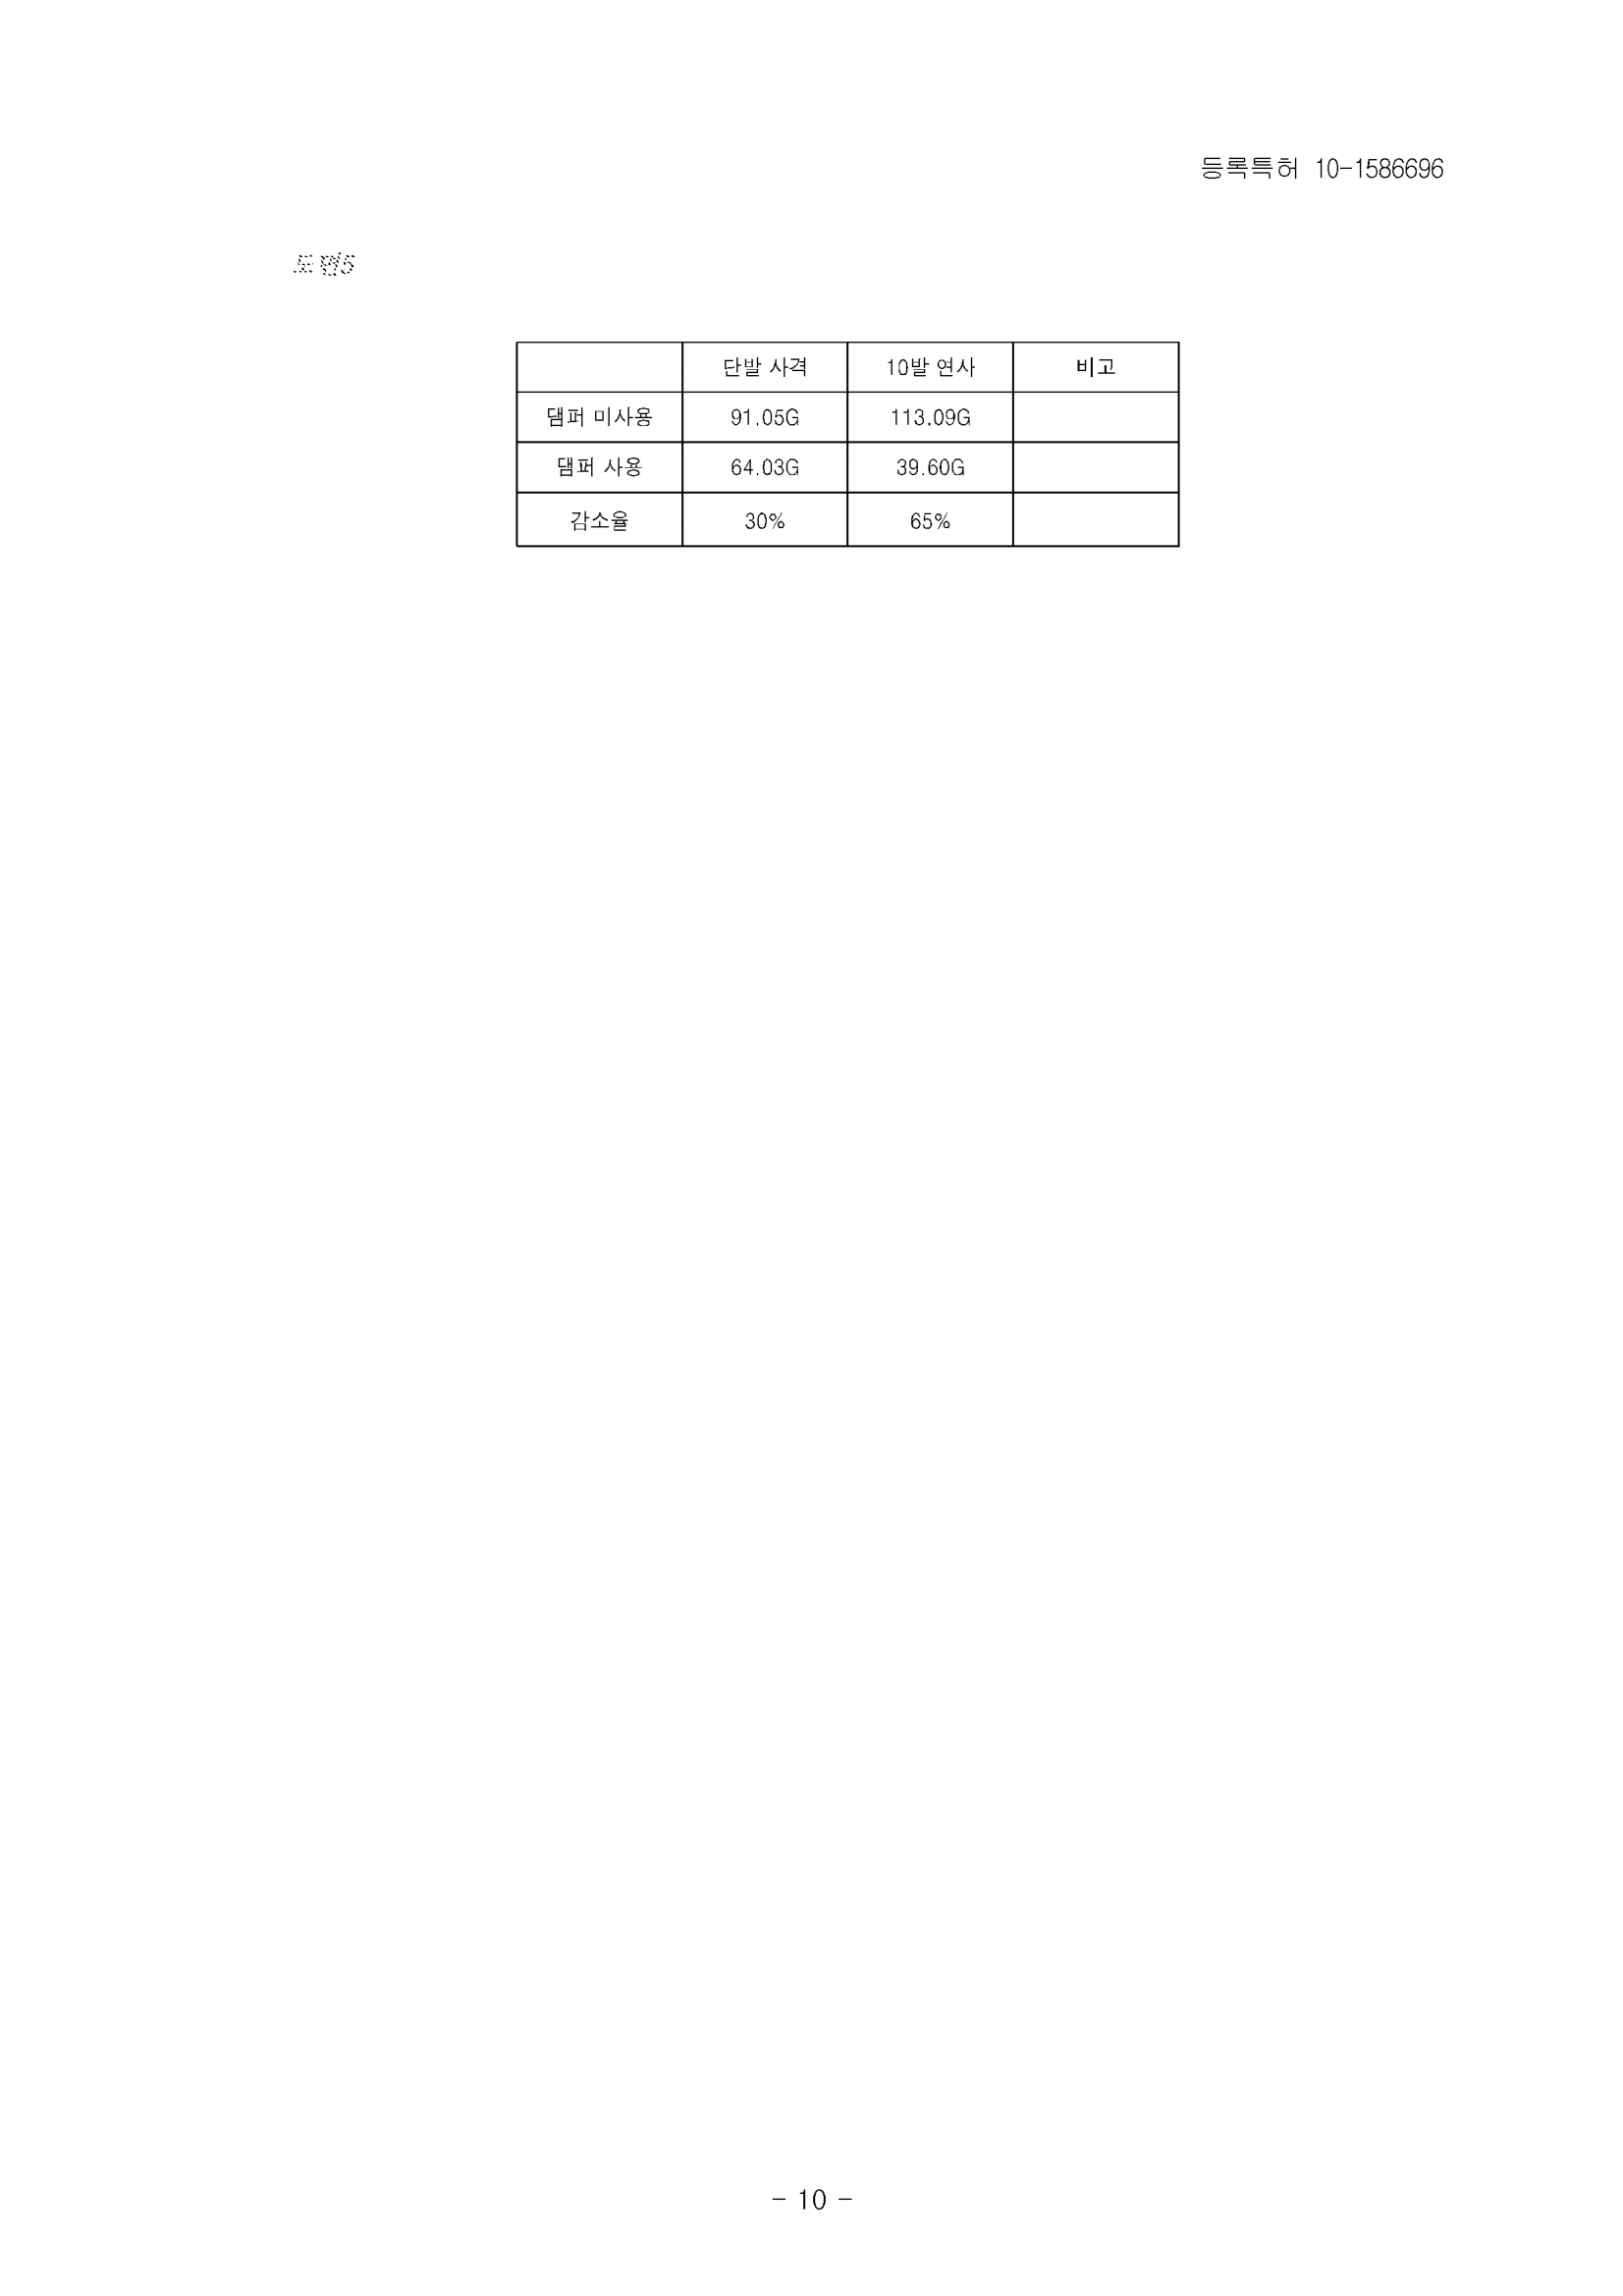 등록특허 10-1586696
도면5
단발 사격 10발 연사 비고
댐퍼 미사용 91.05G 113.09G
댐퍼 사용 64.03G 39.60G
감소율 30% 65%
- 10 -